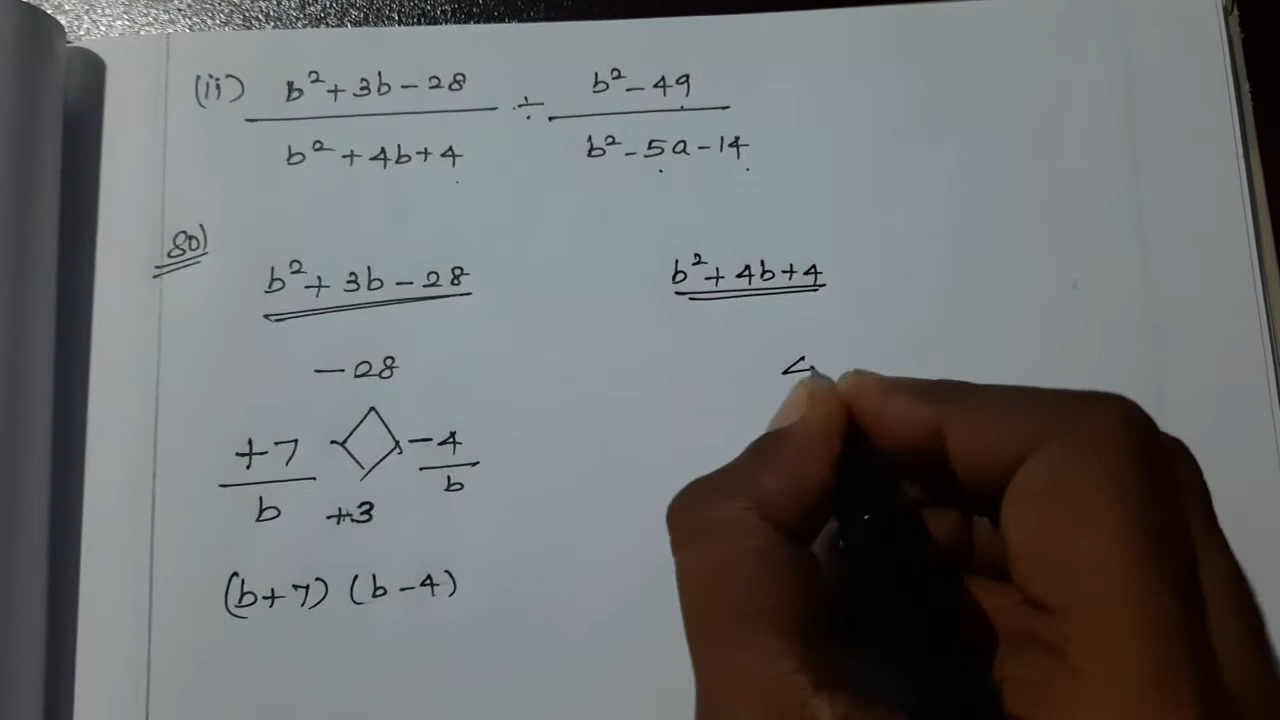 (ii) b²+3b-28 / b²+4b+4 ÷ b²-49 / b²-5a-14
Sol)
b²+3b-28
b²+4b+4
-28
+7/b -4/b
+3
(b+7) (b-4)